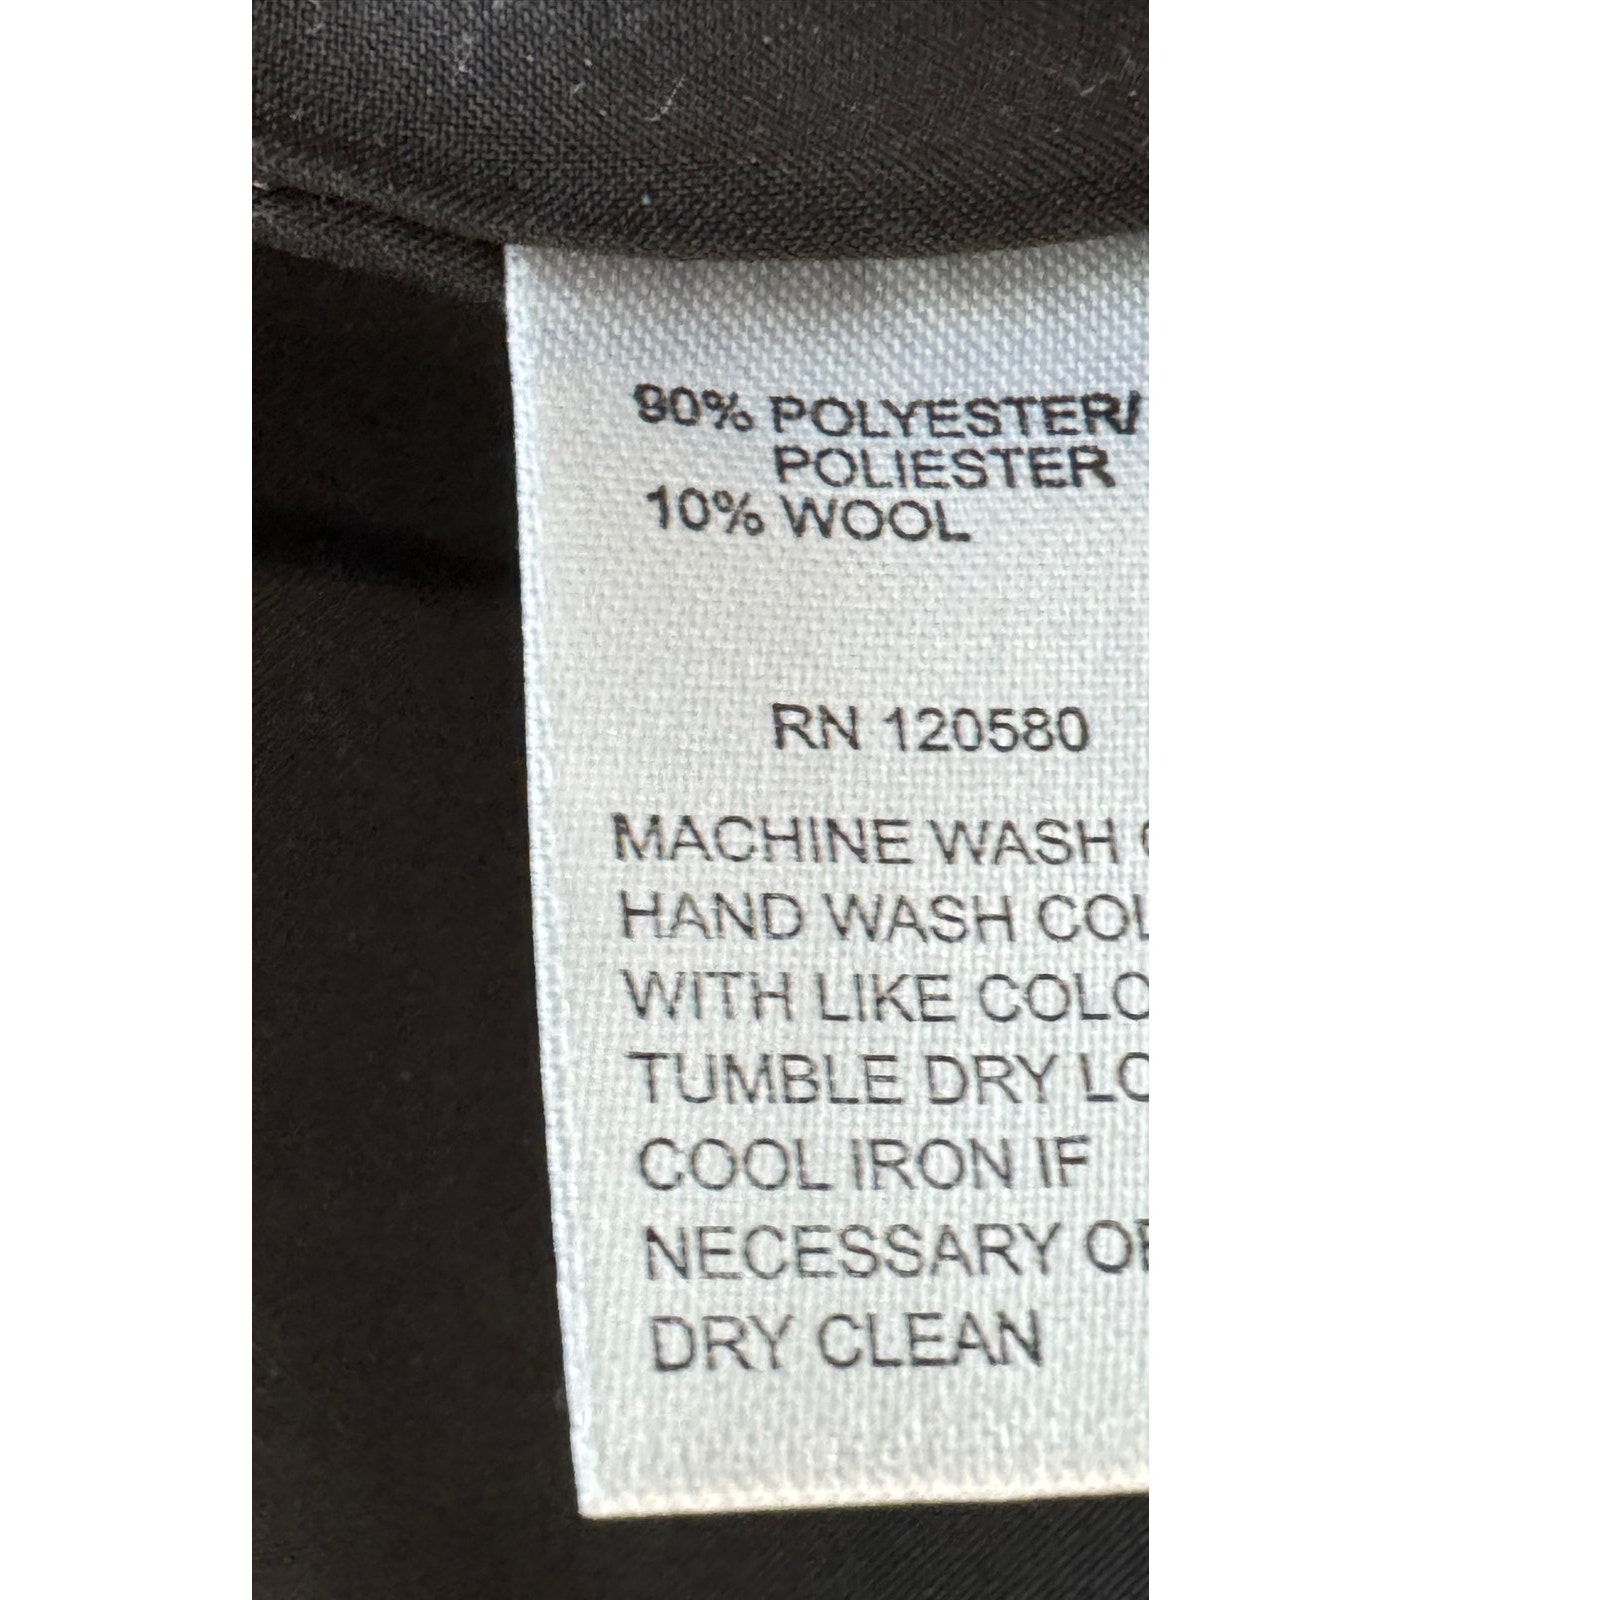 90% POLYESTER/
POLIESTER
10% WOOL
RN 120580
MACHINE WASH
HAND WASH
WITH LIKE
TUMBLE DRY
COOL IRON IF
NECESSARY
DRY CLEAN